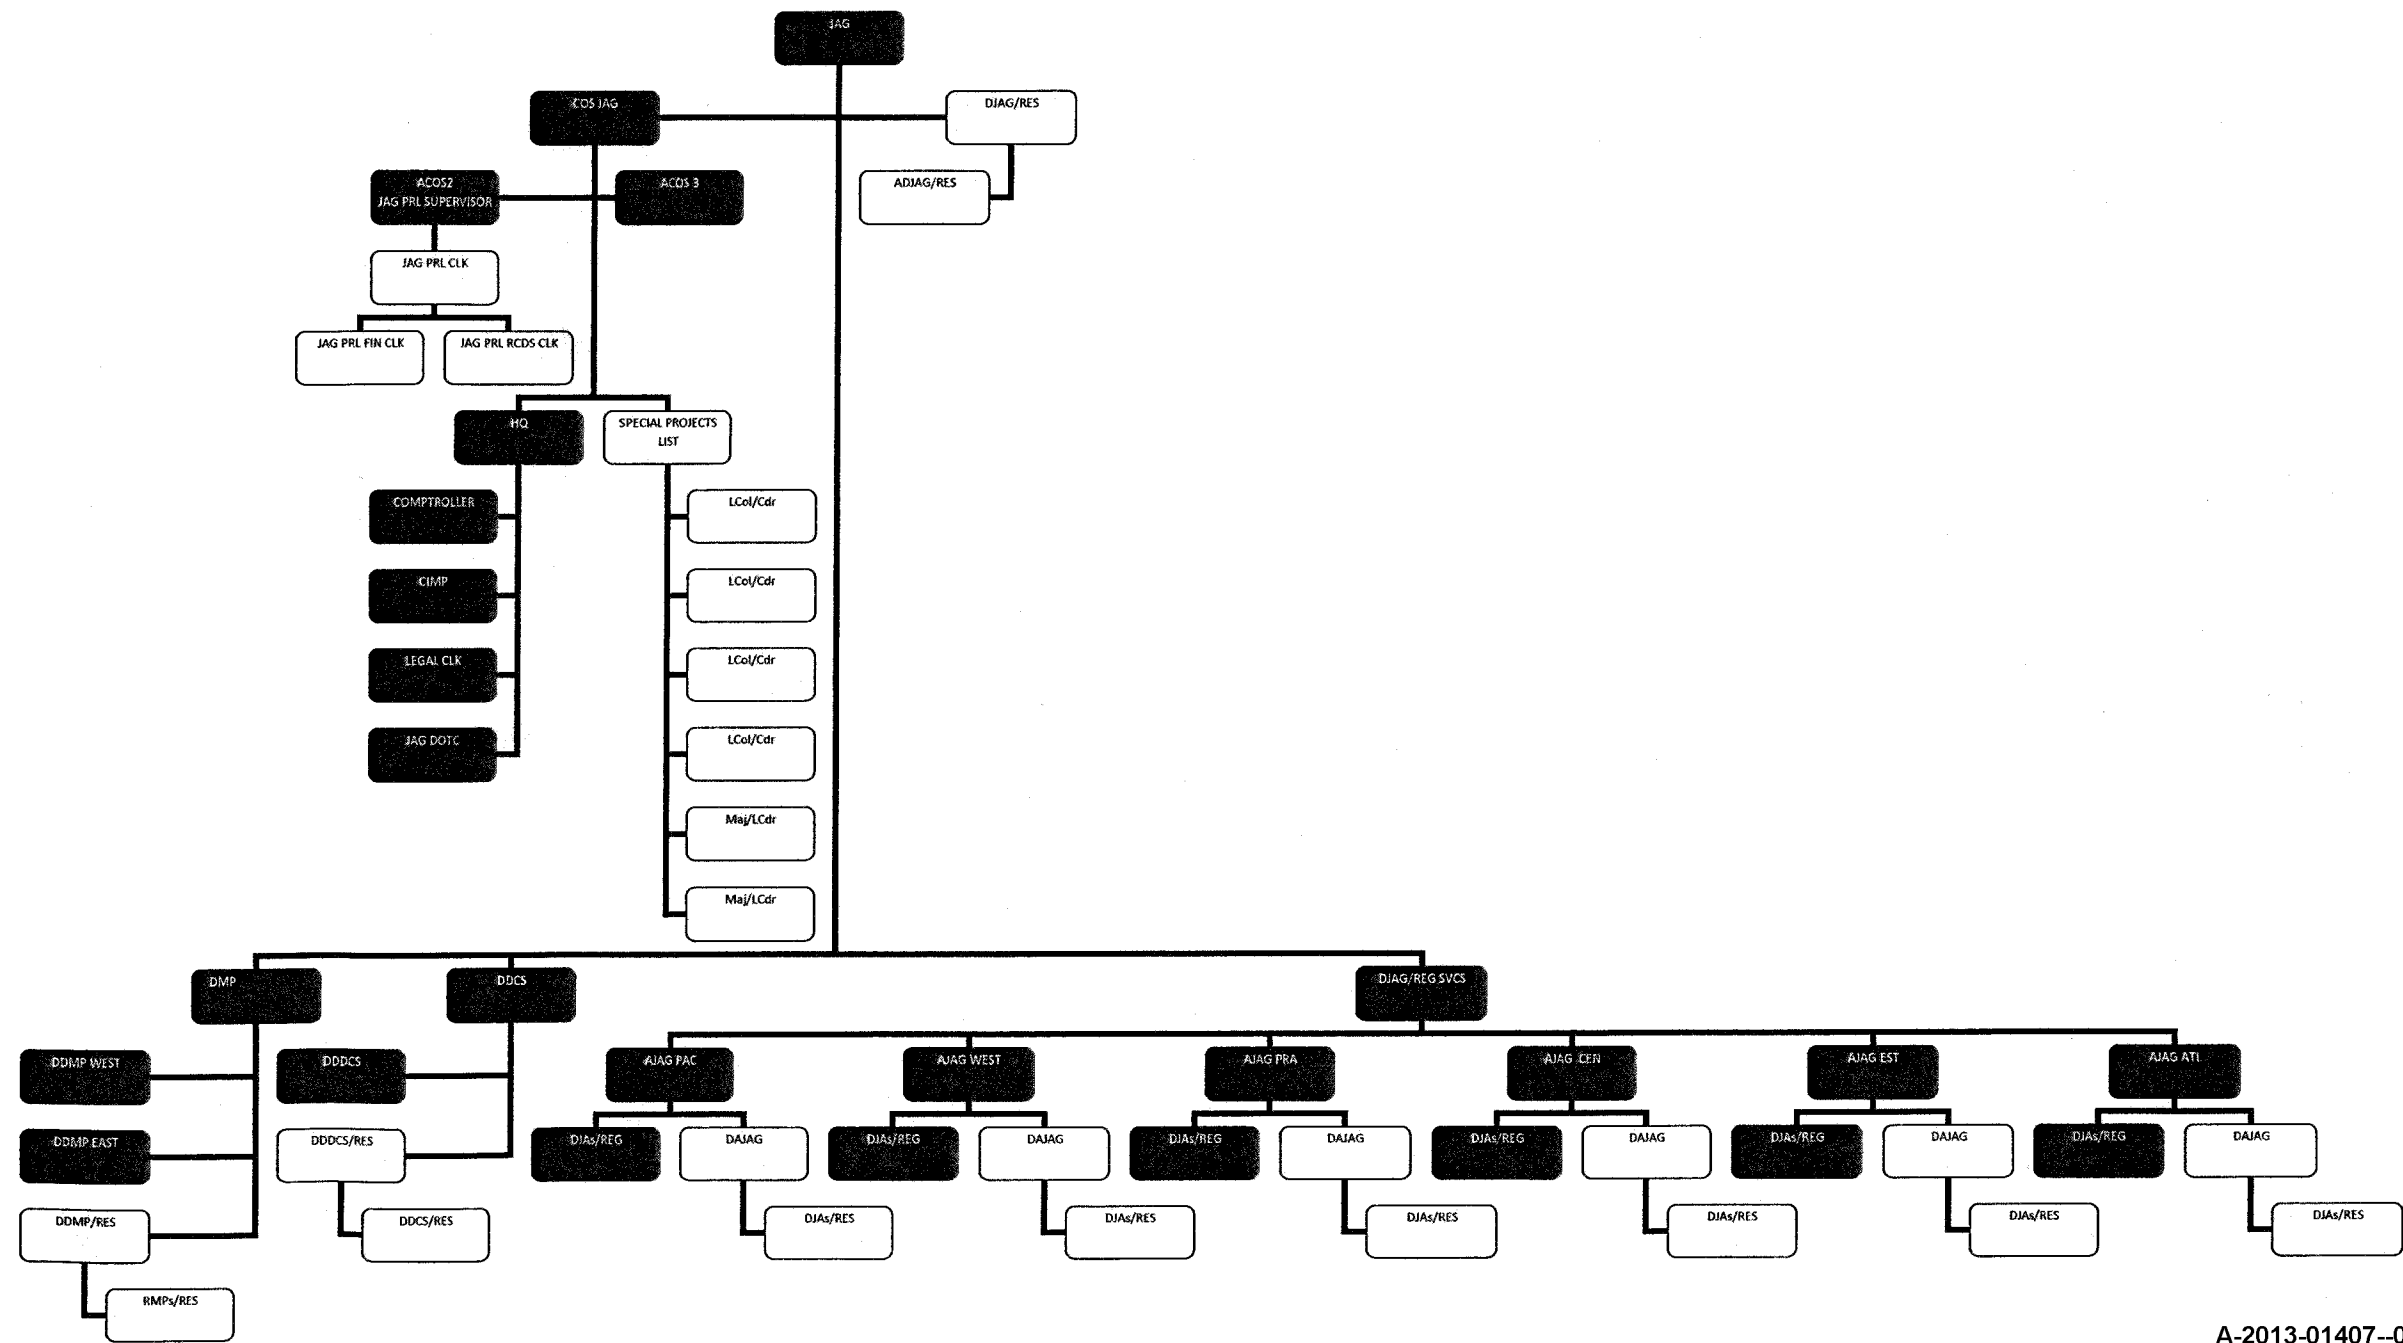 JAG
COS JAG
DJAG/RES
ACOS2
JAG PRL SUPERVISOR
ACOS 3
ADJAG/RES
JAG PRL CLK
JAG PRL FIN CLK
JAG PRL RCDS CLK
HQ
SPECIAL PROJECTS
LIST
COMPTROLLER
LCol/Cdr
CIMP
LCol/Cdr
LEGAL CLK
LCol/Cdr
JAG DOTC
LCol/Cdr
Maj/LCdr
Maj/LCdr
DMP
DDCS
DJAG/REG SVCS
DDMP WEST
DDDCS
AJAG PAC
AJAG WEST
AJAG PRA
AJAG CEN
AJAG EST
AJAG ATL
DDMP EAST
DDDCS/RES
DJAs/REG
DAJAG
DJAs/REG
DAJAG
DJAs/REG
DAJAG
DJAs/REG
DAJAG
DJAs/REG
DAJAG
DJAs/REG
DAJAG
DDMP/RES
DDCS/RES
DJAs/RES
DJAs/RES
DJAs/RES
DJAs/RES
DJAs/RES
DJAs/RES
RMPs/RES
A-2013-01407--0